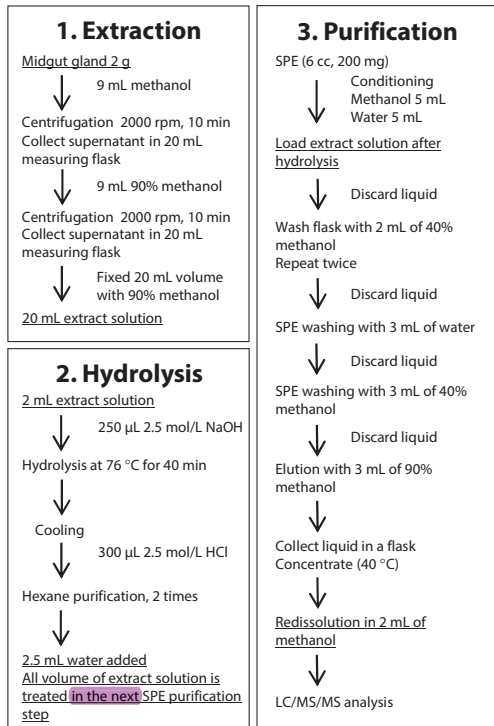 1. Extraction
Midgut gland 2 g
9 mL methanol
Centrifugation 2000 rpm, 10 min
Collect supernatant in 20 mL
measuring flask
9 mL 90% methanol
Centrifugation 2000 rpm, 10 min
Collect supernatant in 20 mL
measuring flask
Fixed 20 mL volume
with 90% methanol
20 mL extract solution
2. Hydrolysis
2 mL extract solution
250 µL 2.5 mol/L NaOH
Hydrolysis at 76 °C for 40 min
Cooling
300 µL 2.5 mol/L HCl
Hexane purification, 2 times
2.5 mL water added
All volume of extract solution is
treated in the next SPE purification
step
3. Purification
SPE (6 cc, 200 mg)
Conditioning
Methanol 5 mL
Water 5 mL
Load extract solution after
hydrolysis
Discard liquid
Wash flask with 2 mL of 40%
methanol
Repeat twice
Discard liquid
SPE washing with 3 mL of water
Discard liquid
SPE washing with 3 mL of 40%
methanol
Discard liquid
Elution with 3 mL of 90%
methanol
Collect liquid in a flask
Concentrate (40 °C)
Redissolution in 2 mL of
methanol
LC/MS/MS analysis